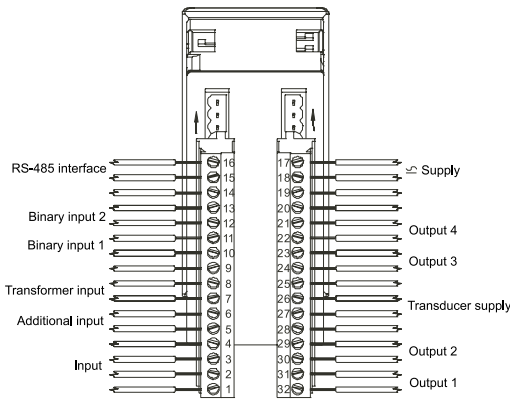 RS-485 interface
Binary input 2
Binary input 1
Transformer input
Additional input
Input
16
15
14
13
12
11
10
9
8
7
6
5
4
3
2
1
17
18
19
20
21
22
23
24
25
26
27
28
29
30
31
32
Supply
Output 4
Output 3
Transducer supply
Output 2
Output 1